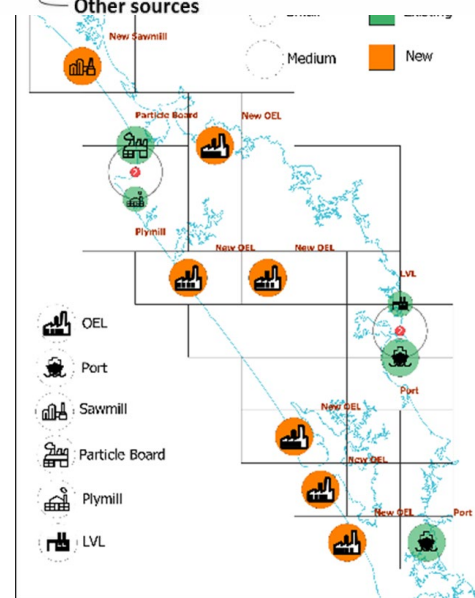 Other sources
New Sawmill
Medium
New
Particle Board
New OEL
Plymill
New OEL
New OEL
LVL
OEL
Port
Port
New OEL
Sawmill
Particle Board
New OEL
Plymill
New OEL
Port
LVL